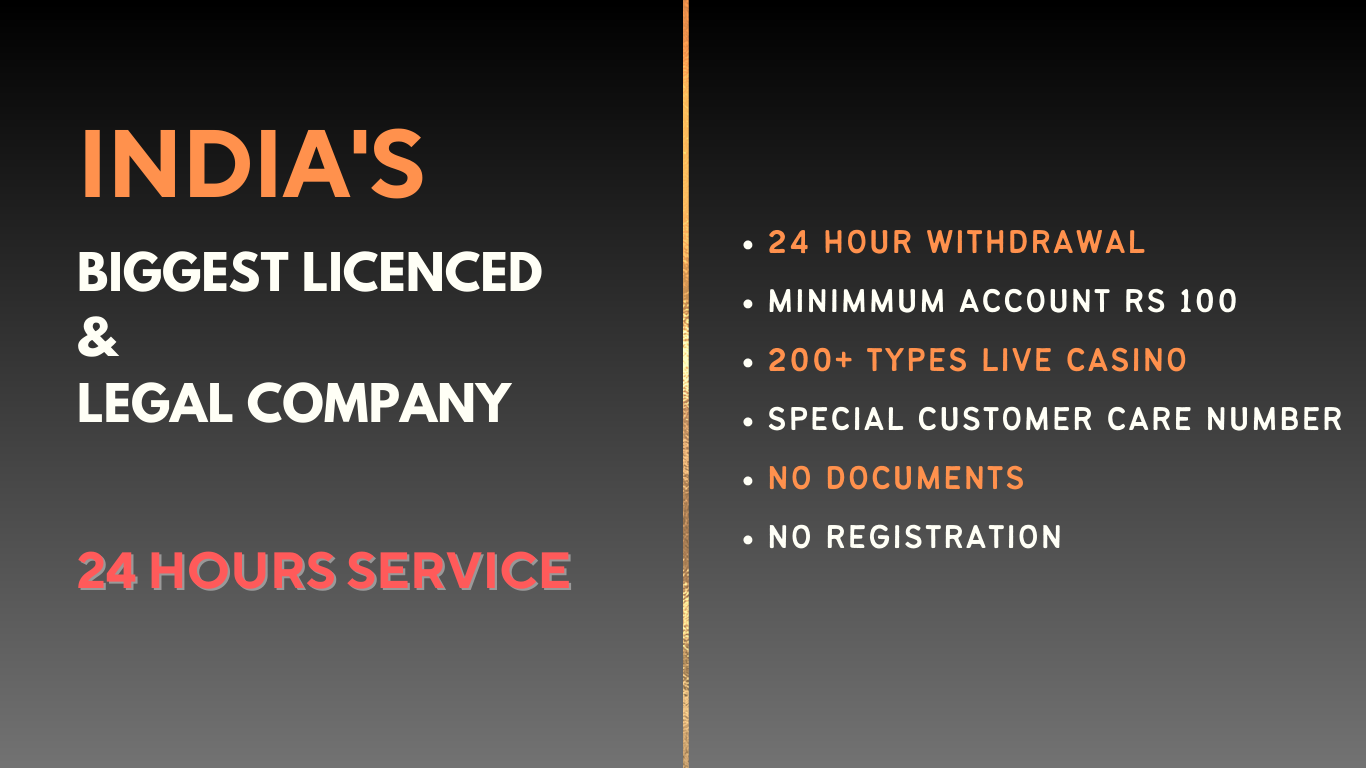 INDIA'S
BIGGEST LICENCED
&
LEGAL COMPANY
24 HOURS SERVICE
• 24 HOUR WITHDRAWAL
• MINIMMUM ACCOUNT RS 100
• 200+ TYPES LIVE CASINO
• SPECIAL CUSTOMER CARE NUMBER
• NO DOCUMENTS
• NO REGISTRATION